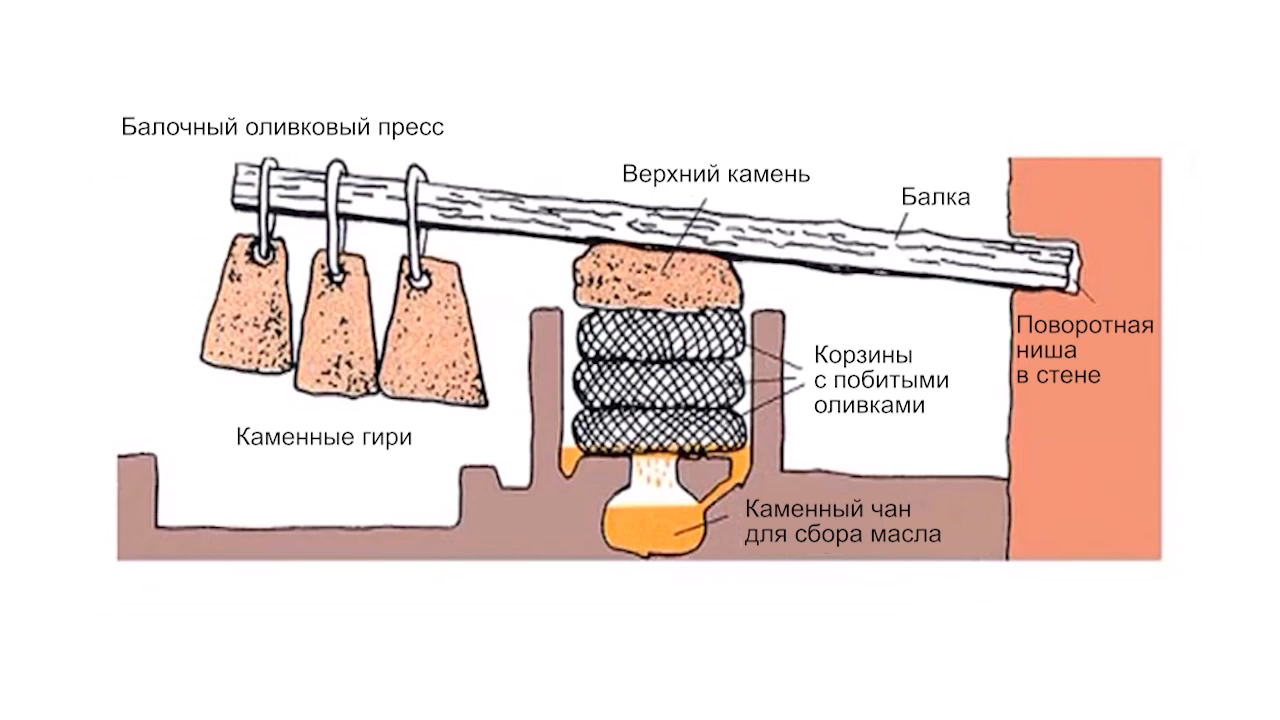 Балочный оливковый пресс
Верхний камень
Балка
Поворотная
ниша
в стене
Корзины
с побитыми
оливками
Каменные гири
Каменный чан
для сбора масла